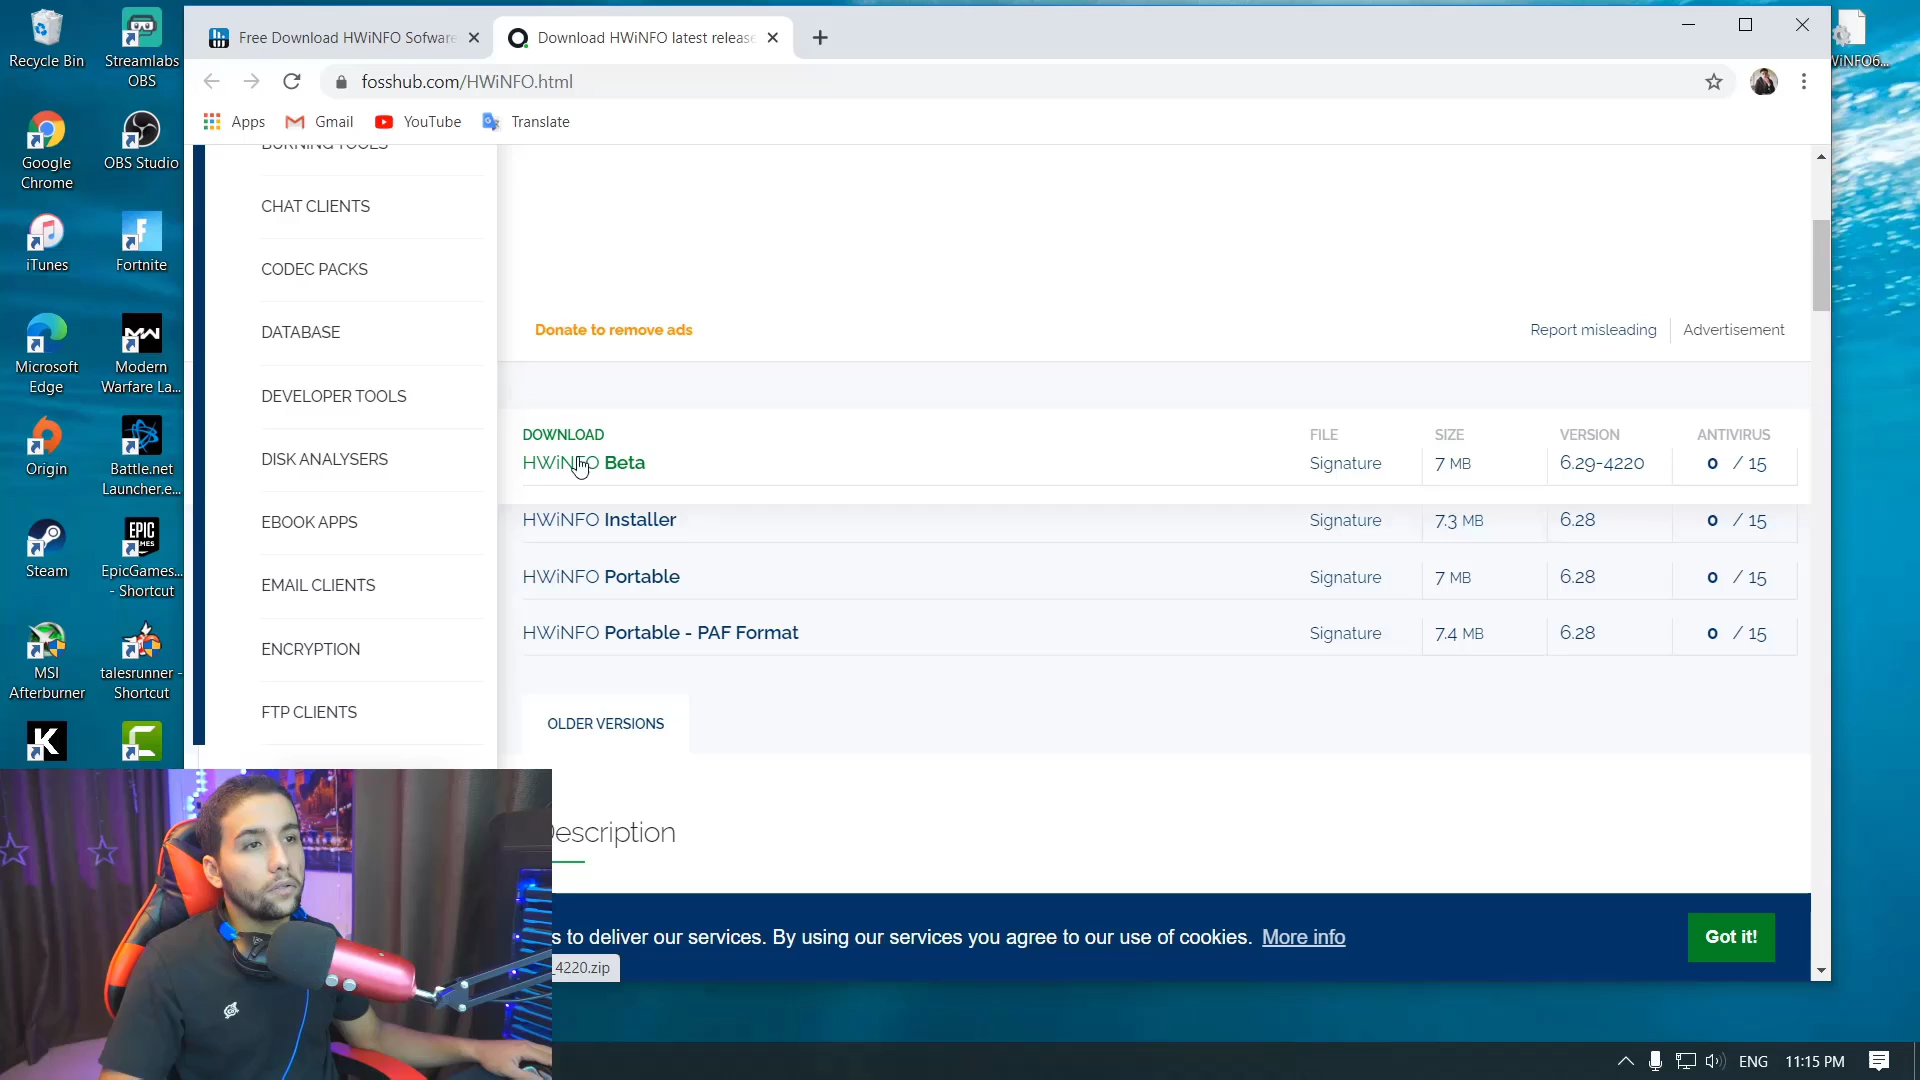 Recycle Bin
Streamlabs
OBS
Google
Chrome
OBS Studio
iTunes
Fortnite
Microsoft
Edge
Modern
Warfare La...
Origin
Battle.net
Launcher.e...
Steam
EPIC
EpicGames...
- Shortcut
MSI
Afterburner
talesrunner -
Shortcut
Free Download HWiNFO Sofware
Download HWiNFO latest release
fosshub.com/HWiNFO.html
Apps
Gmail
YouTube
Translate
BURNING TOOLS
CHAT CLIENTS
CODEC PACKS
DATABASE
DEVELOPER TOOLS
DISK ANALYSERS
EBOOK APPS
EMAIL CLIENTS
ENCRYPTION
FTP CLIENTS
Donate to remove ads
Report misleading
Advertisement
DOWNLOAD FILE SIZE VERSION ANTIVIRUS
HWiNFO Beta Signature 7 MB 6.29-4220 0 / 15
HWiNFO Installer Signature 7.3 MB 6.28 0 / 15
HWiNFO Portable Signature 7 MB 6.28 0 / 15
HWiNFO Portable - PAF Format Signature 7.4 MB 6.28 0 / 15
OLDER VERSIONS
Description
s to deliver our services. By using our services you agree to our use of cookies. More info
Got it!
_4220.zip
ENG
11:15 PM